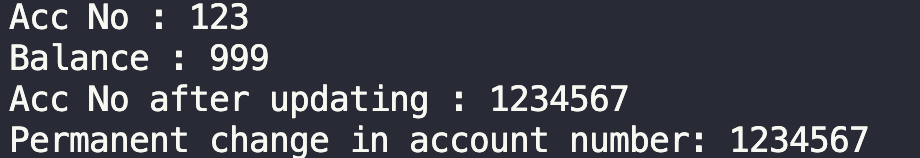 Acc No : 123
Balance : 999
Acc No after updating : 1234567
Permanent change in account number: 1234567